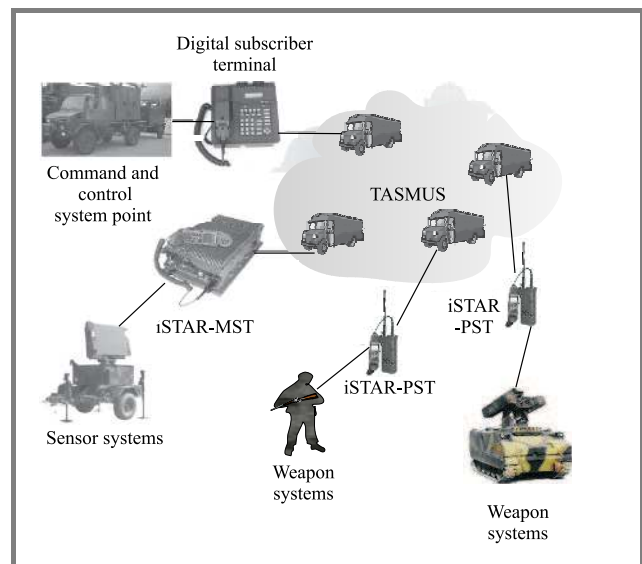 Digital subscriber
terminal
Command and
control
system point
TASMUS
iSTAR-MST
iSTAR
-PST
iSTAR-PST
Sensor systems
Weapon
systems
Weapon
systems